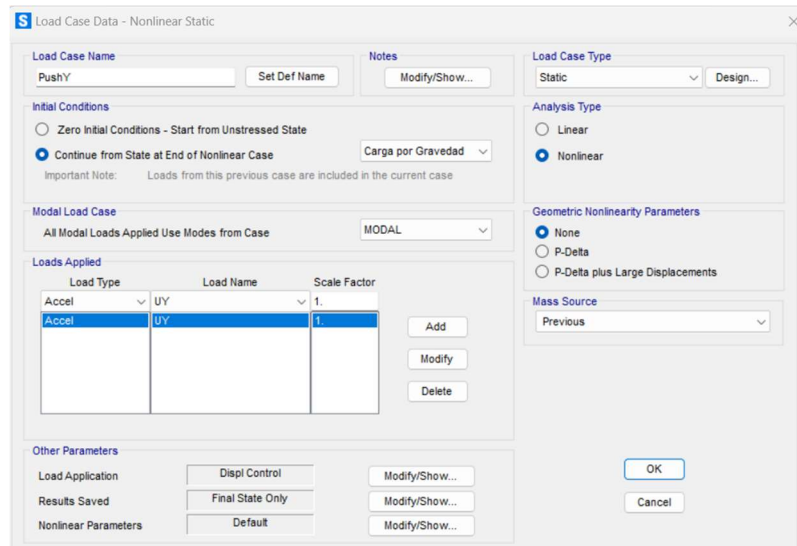 S Load Case Data - Nonlinear Static
Load Case Name
PushY
Set Def Name
Notes
Modify/Show...
Load Case Type
Static
Design...
Initial Conditions
Zero Initial Conditions - Start from Unstressed State
Continue from State at End of Nonlinear Case
Carga por Gravedad
Important Note: Loads from this previous case are included in the current case
Analysis Type
Linear
Nonlinear
Modal Load Case
All Modal Loads Applied Use Modes from Case
MODAL
Geometric Nonlinearity Parameters
None
P-Delta
P-Delta plus Large Displacements
Loads Applied
Load Type Load Name Scale Factor
Accel UY 1.
Accel UY 1.
Add
Modify
Delete
Mass Source
Previous
Other Parameters
Load Application Displ Control Modify/Show...
Results Saved Final State Only Modify/Show...
Nonlinear Parameters Default Modify/Show...
OK
Cancel